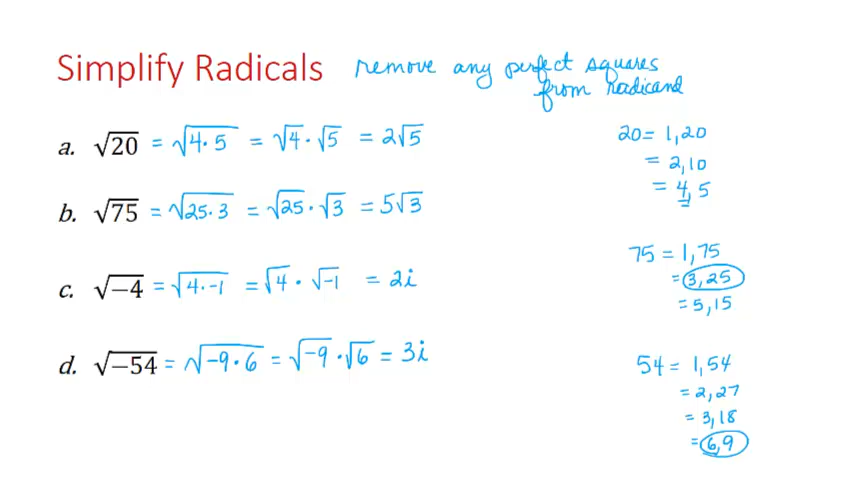 Simplify Radicals remove any perfect squares
from radicand
a. √20 = √4·5 = √4 · √5 = 2√5
20 = 1,20
= 2,10
= 4,5
b. √75 = √25·3 = √25 · √3 = 5√3
75 = 1,75
= 3,25
= 5,15
c. √−4 = √4·−1 = √4 · √−1 = 2i
d. √−54 = √−9·6 = √−9 · √6 = 3i
54 = 1,54
= 2,27
= 3,18
= 6,9